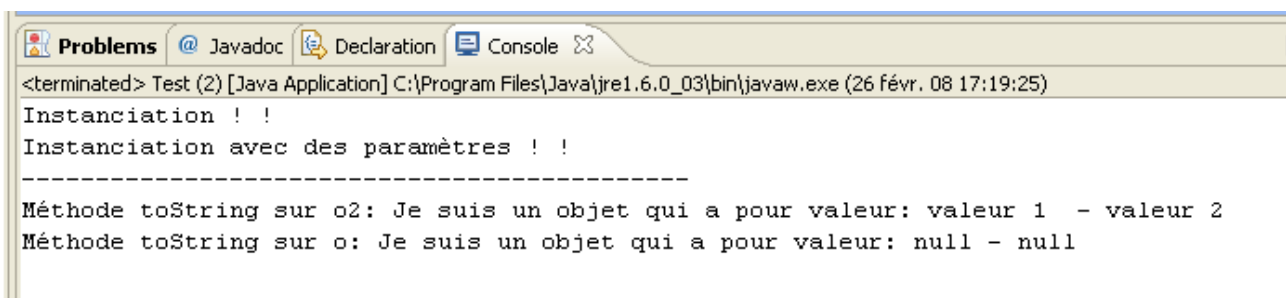 Problems @ Javadoc Declaration Console
<terminated> Test (2) [Java Application] C:\Program Files\Java\jre1.6.0_03\bin\javaw.exe (26 févr. 08 17:19:25)
Instanciation ! !
Instanciation avec des paramètres ! !
---------------------------------------------
Méthode toString sur o2: Je suis un objet qui a pour valeur: valeur 1  - valeur 2
Méthode toString sur o: Je suis un objet qui a pour valeur: null - null